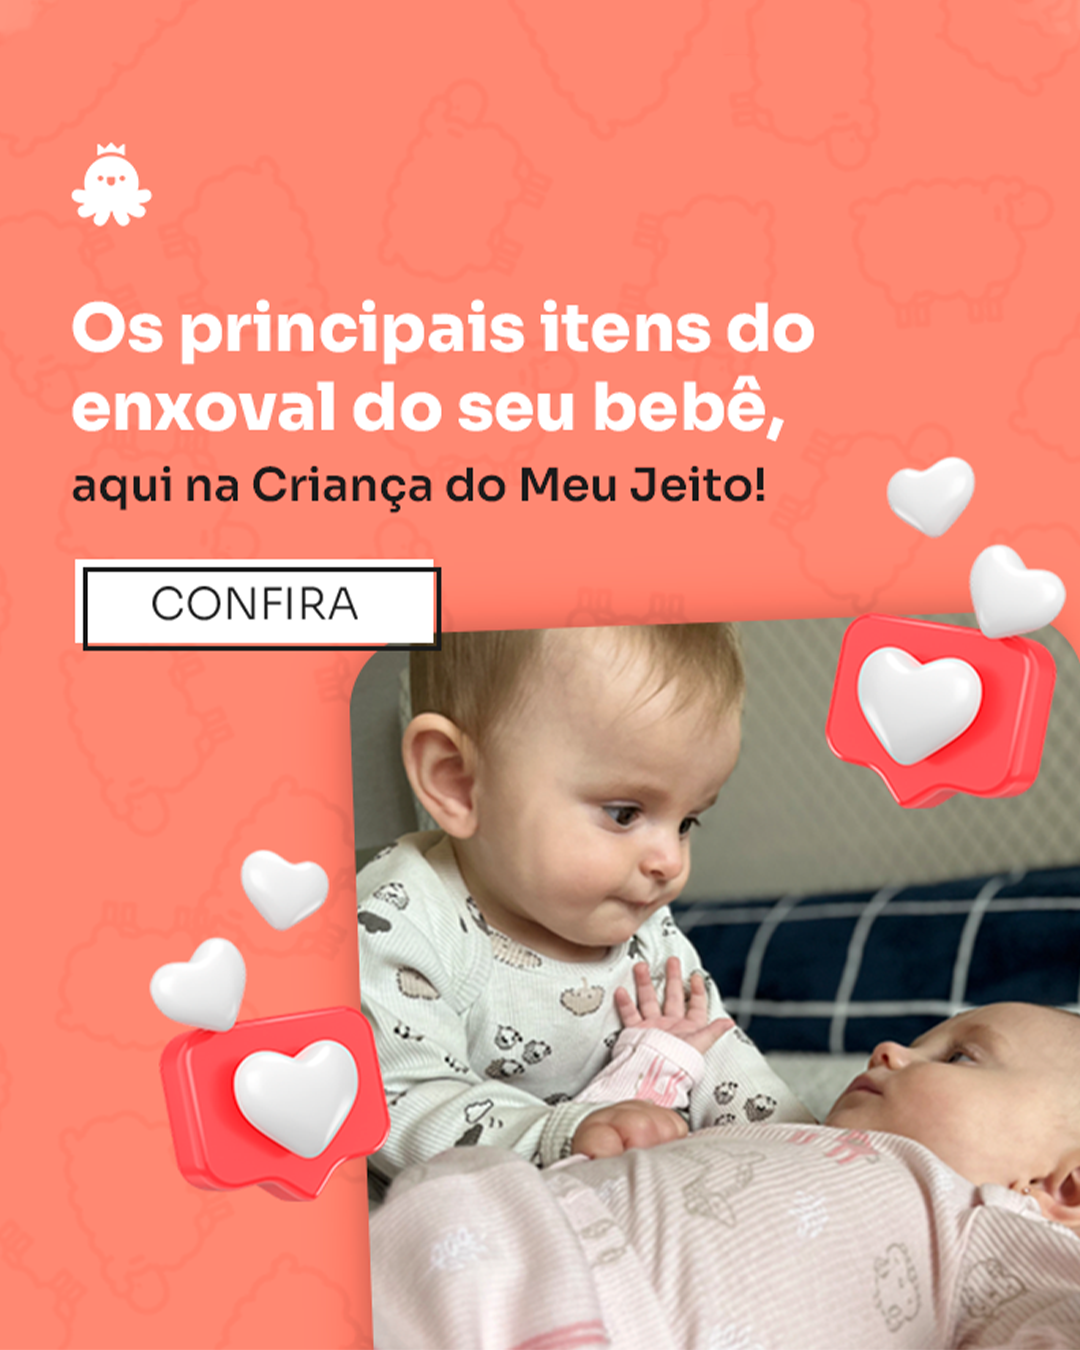 Os principais itens do
enxoval do seu bebê,
aqui na Criança do Meu Jeito!
CONFIRA